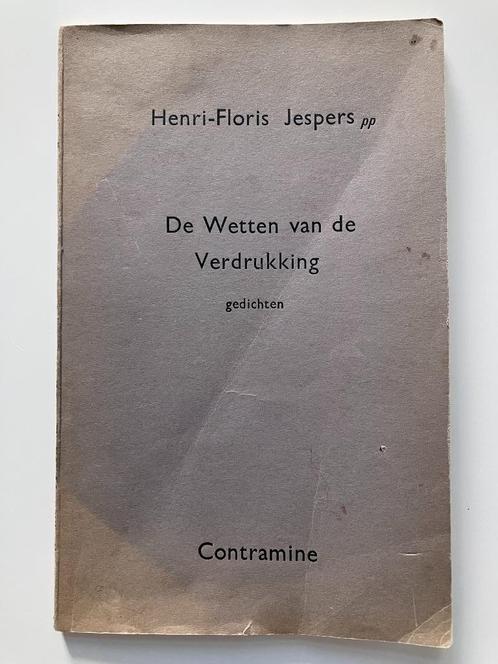 Henri-Floris Jespers pp
De Wetten van de
Verdrukking
gedichten
Contramine